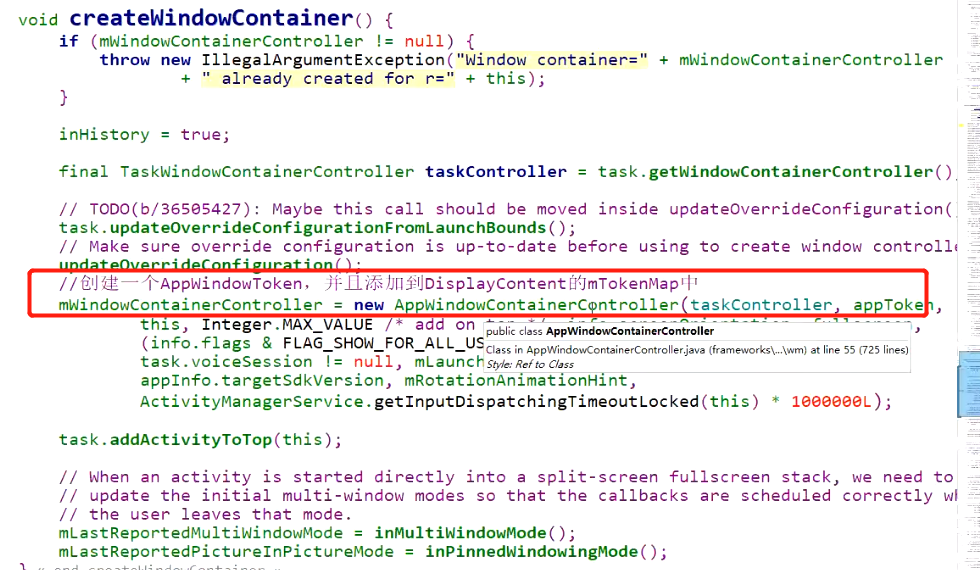 void createWindowContainer() {
if (mWindowContainerController != null) {
throw new IllegalArgumentException("Window container=" + mWindowContainerController
+ " already created for r=" + this);
}
inHistory = true;
final TaskWindowContainerController taskController = task.getWindowContainerController();
// TODO(b/36505427): Maybe this call should be moved inside updateOverrideConfiguration(
task.updateOverrideConfigurationFromLaunchBounds();
// Make sure override configuration is up-to-date before using to create window controlle
updateOverrideConfiguration();
//创建一个AppWindowToken，并且添加到DisplayContent的mTokenMap中
mWindowContainerController = new AppWindowContainerController(taskController, appToken,
this, Integer.MAX_VALUE /* add on
public class AppWindowContainerController
(info.flags & FLAG_SHOW_FOR_ALL_US
Class in AppWindowContainerController.java (frameworks\...\wm) at line 55 (725 lines)
task.voiceSession != null, mLaunch
Style: Ref to Class
appInfo.targetSdkVersion, mRotationAnimationHint,
ActivityManagerService.getInputDispatchingTimeoutLocked(this) * 1000000L);
task.addActivityToTop(this);
// When an activity is started directly into a split-screen fullscreen stack, we need to
// update the initial multi-window modes so that the callbacks are scheduled correctly wh
// the user leaves that mode.
mLastReportedMultiWindowMode = inMultiWindowMode();
mLastReportedPictureInPictureMode = inPinnedWindowingMode();